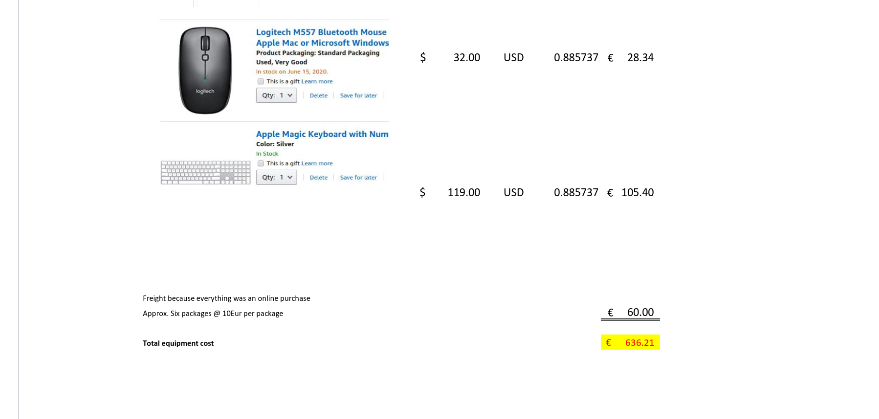 Logitech M557 Bluetooth Mouse
Apple Mac or Microsoft Windows
Product Packaging: Standard Packaging
Used, Very Good
In stock on June 15, 2020.
This is a gift Learn more
Qty: 1 Delete Save for later
logitech
$ 32.00 USD 0.885737 € 28.34
Apple Magic Keyboard with Num
Color: Silver
In Stock
This is a gift Learn more
Qty: 1 Delete Save for later
$ 119.00 USD 0.885737 € 105.40
Freight because everything was an online purchase
Approx. Six packages @ 10Eur per package € 60.00
Total equipment cost € 636.21